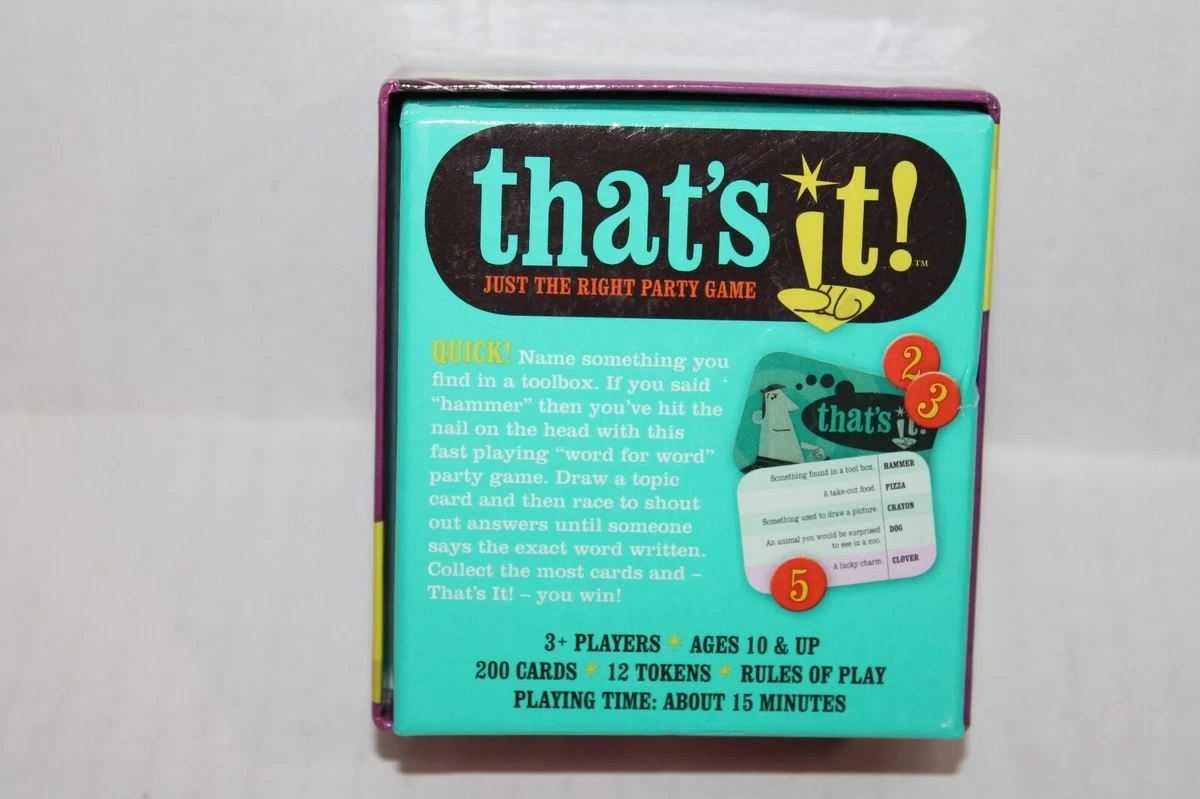 that's it!™
JUST THE RIGHT PARTY GAME
QUICK! Name something you
find in a toolbox. If you said
“hammer” then you’ve hit the
nail on the head with this
fast playing “word for word”
party game. Draw a topic
card and then race to shout
out answers until someone
says the exact word written.
Collect the most cards and –
That’s It! – you win!
2
3
that's it!
Something found in a tool box. HAMMER
A take-out food. PIZZA
Something used to draw a picture. CRAYON
An animal you would be surprised DOG
to see in a zoo.
A lucky charm. CLOVER
5
3+ PLAYERS * AGES 10 & UP
200 CARDS * 12 TOKENS * RULES OF PLAY
PLAYING TIME: ABOUT 15 MINUTES